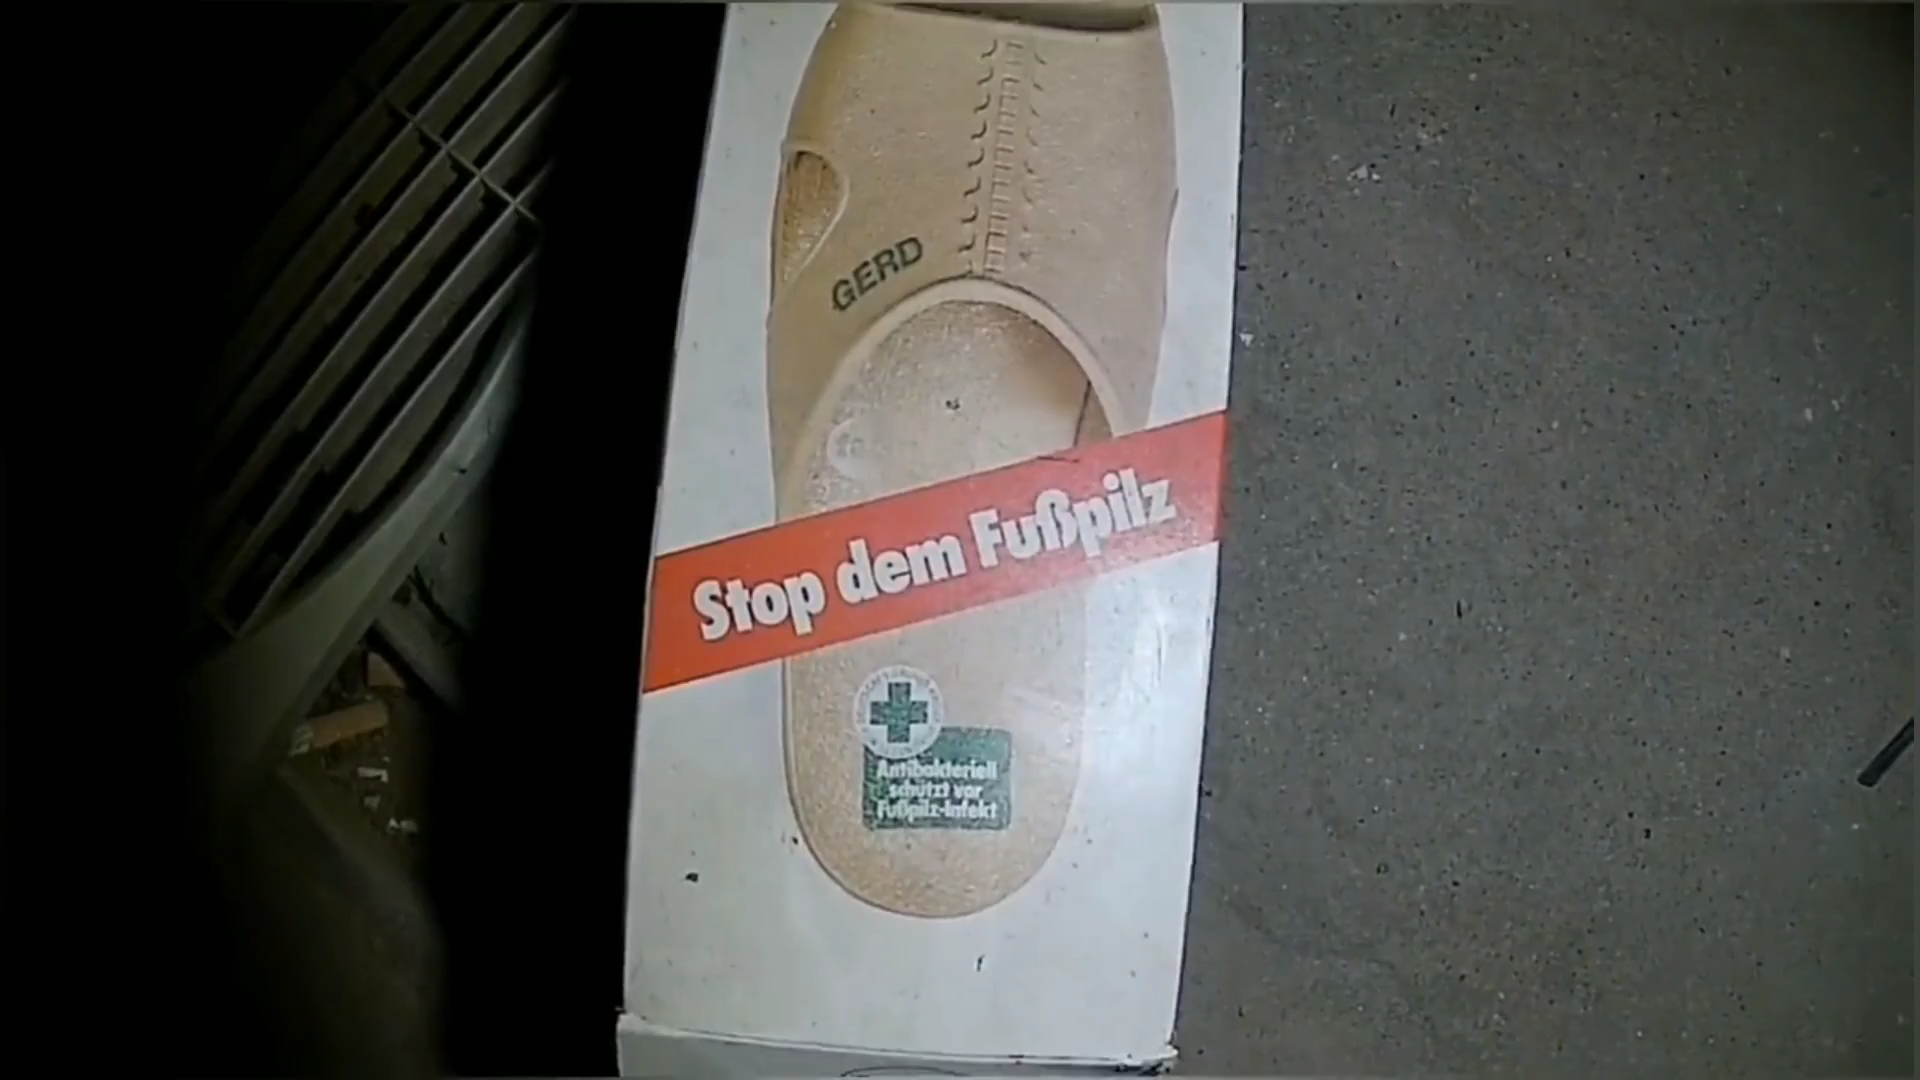 GERD
Stop dem Fußpilz
Antibakteriell
schützt vor
Fußpilz-Infekt